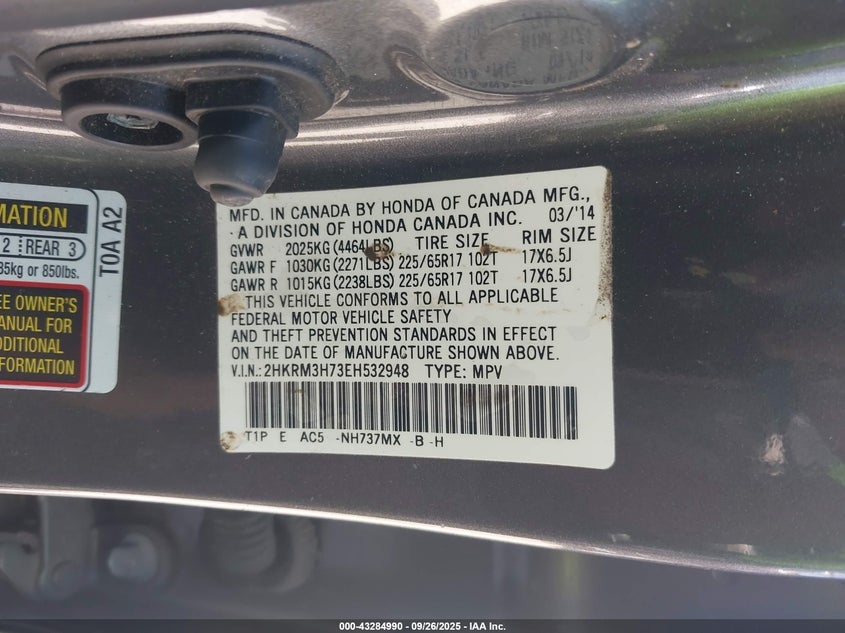 MATION
2 REAR 3
85kg or 850lbs.
EE OWNER'S
ANUAL FOR
DDITIONAL
FORMATION
T0A A2
MFD. IN CANADA BY HONDA OF CANADA MFG.,
A DIVISION OF HONDA CANADA INC. 03/'14
GVWR 2025KG(4464LBS) TIRE SIZE RIM SIZE
GAWR F 1030KG(2271LBS) 225/65R17 102T 17X6.5J
GAWR R 1015KG(2238LBS) 225/65R17 102T 17X6.5J
THIS VEHICLE CONFORMS TO ALL APPLICABLE
FEDERAL MOTOR VEHICLE SAFETY
AND THEFT PREVENTION STANDARDS IN EFFECT
ON THE DATE OF MANUFACTURE SHOWN ABOVE.
V.I.N.: 2HKRM3H73EH532948 TYPE: MPV
T1P E AC5 -NH737MX -B -H
000-43284990 - 09/26/2025 - IAA Inc.